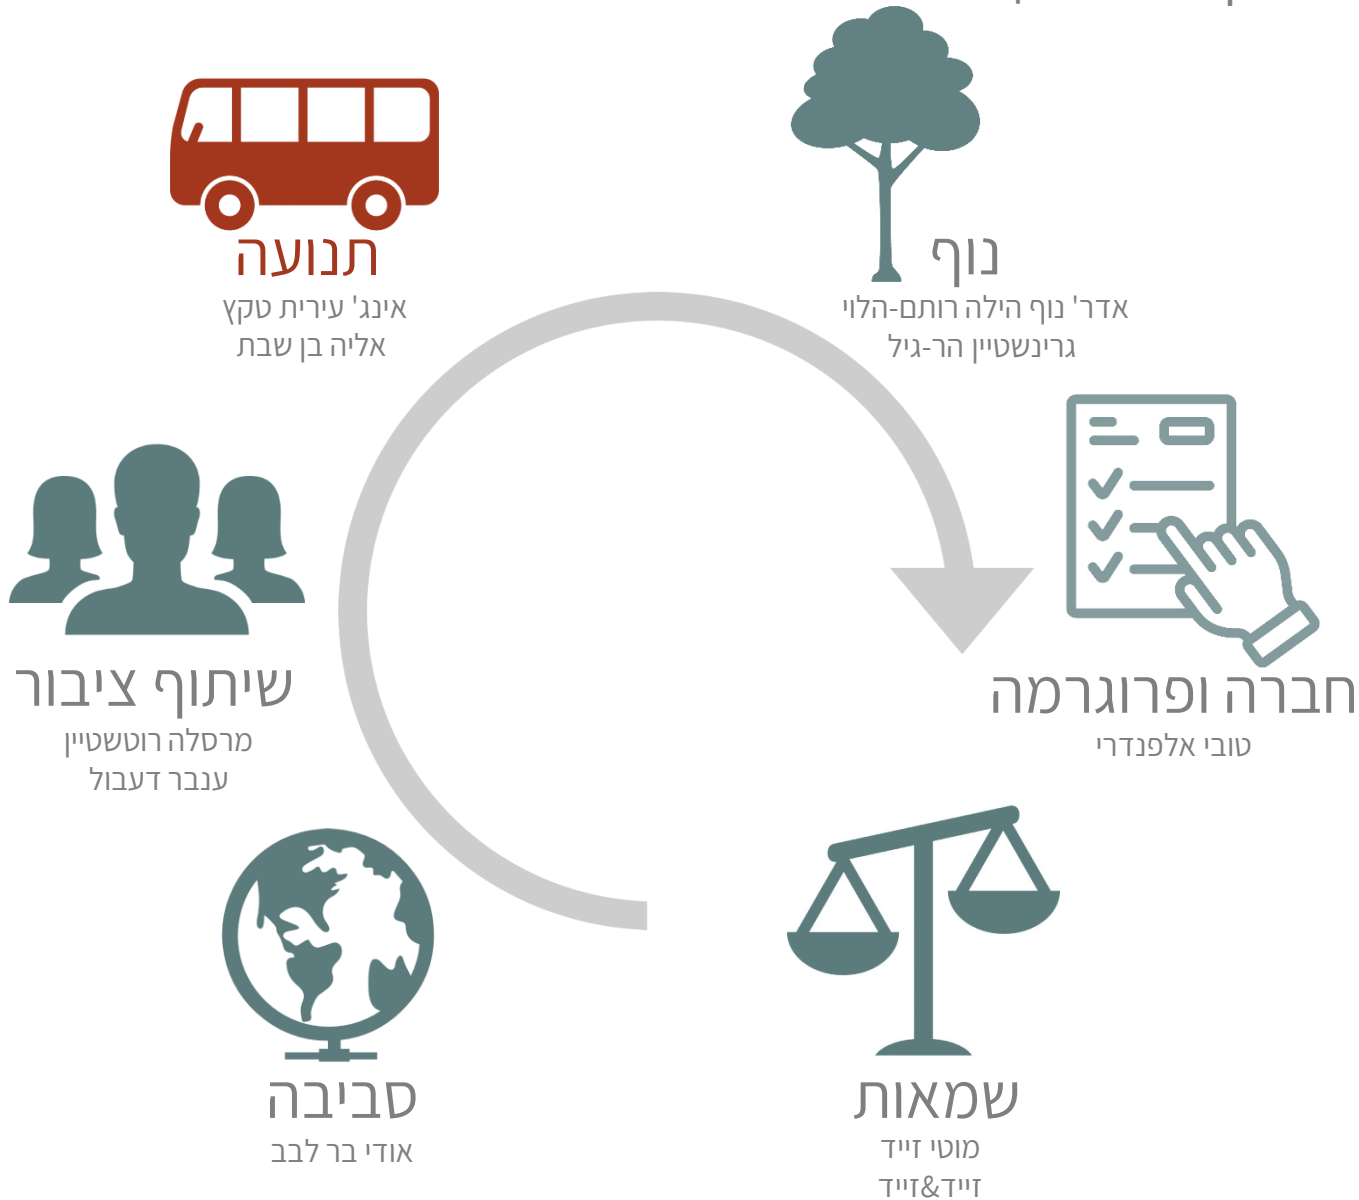 נוף
אדר' נוף הילה רותם-הלוי
גרינשטיין הר-גיל
תנועה
אינג' עירית טקץ
אליה בן שבת
חברה ופרוגרמה
טובי אלפנדרי
שיתוף ציבור
מרסלה רוטשטיין
ענבר דעבול
שמאות
מוטי זייד
זייד&זייד
סביבה
אודי בר לבב